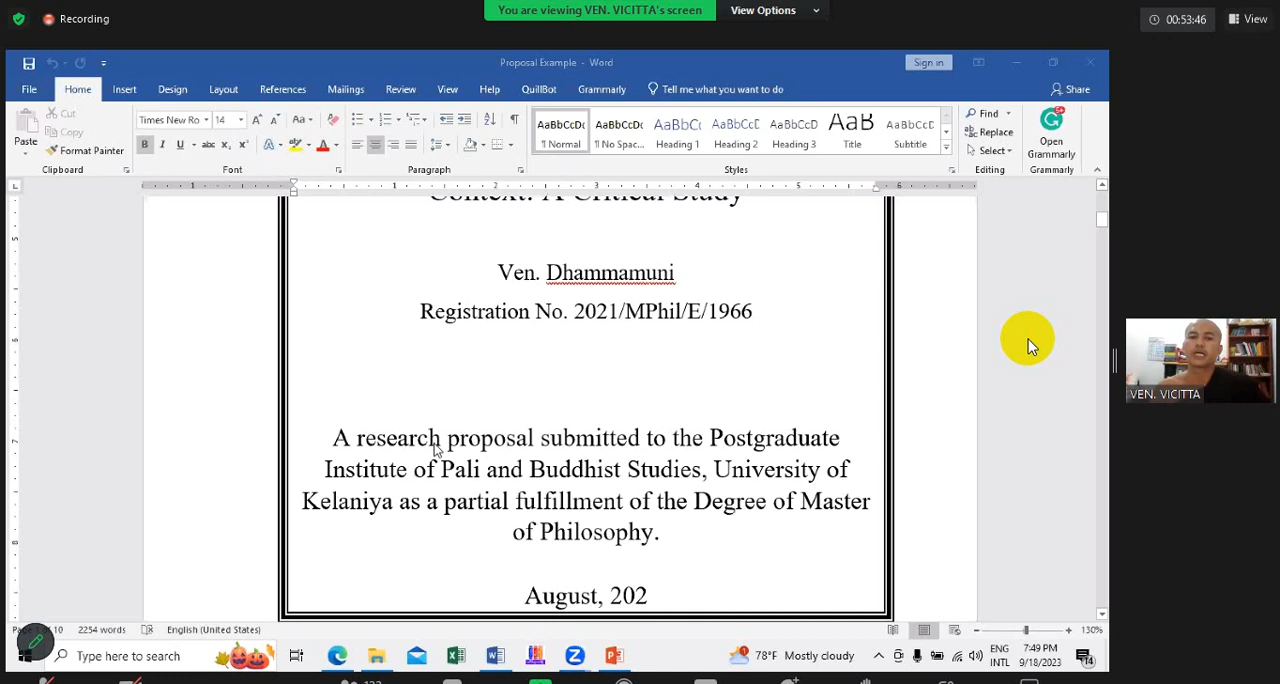 Recording
You are viewing VEN. VICITTA's screen
View Options
00:53:46
View
Proposal Example - Word
Sign in
File Home Insert Design Layout References Mailings Review View Help QuillBot Grammarly Tell me what you want to do
Share
Paste
Cut
Copy
Format Painter
Clipboard
Times New Ro 14
Font
Paragraph
AaBbCcDc AaBbCcDc AaBbC AaBbCcD AaBbCcD AaB AaBbCcD
¶ Normal ¶ No Spac... Heading 1 Heading 2 Heading 3 Title Subtitle
Styles
Find
Replace
Select
Editing
Open
Grammarly
Grammarly
Context: A Critical Study
Ven. Dhammamuni
Registration No. 2021/MPhil/E/1966
A research proposal submitted to the Postgraduate
Institute of Pali and Buddhist Studies, University of
Kelaniya as a partial fulfillment of the Degree of Master
of Philosophy.
August, 202
VEN. VICITTA
2254 words
English (United States)
130%
Type here to search
78°F Mostly cloudy
ENG
INTL
7:49 PM
9/18/2023
14